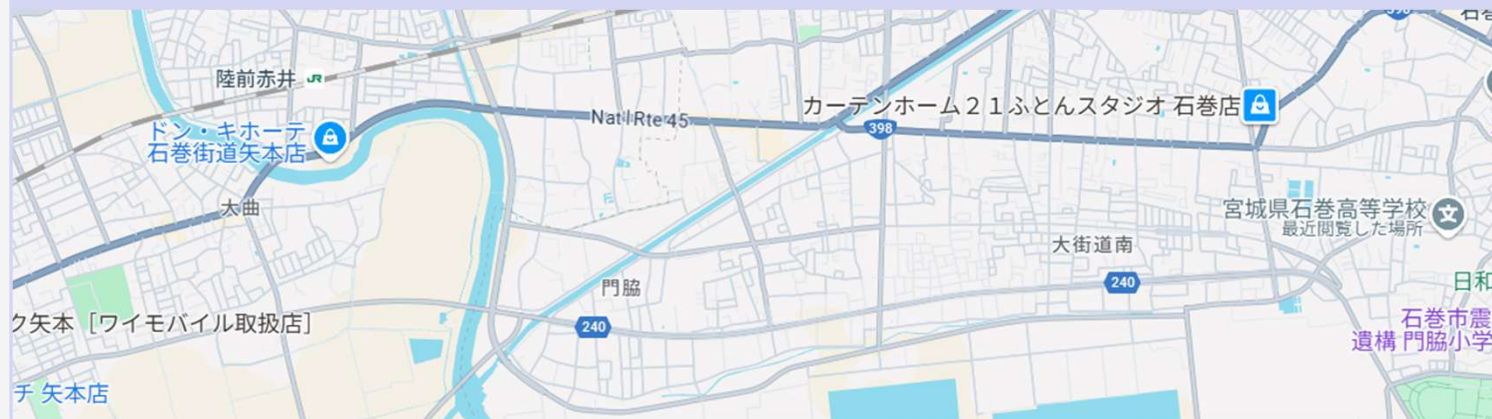 398
石巻
陸前赤井 JR
カーテンホーム21ふとんスタジオ 石巻店
Nat'l Rte 45
398
ドン・キホーテ
石巻街道矢本店
大曲
宮城県石巻高等学校
最近閲覧した場所
大街道南
門脇
240
日和
ク矢本［ワイモバイル取扱店］
240
石巻市震
遺構 門脇小学
チ 矢本店